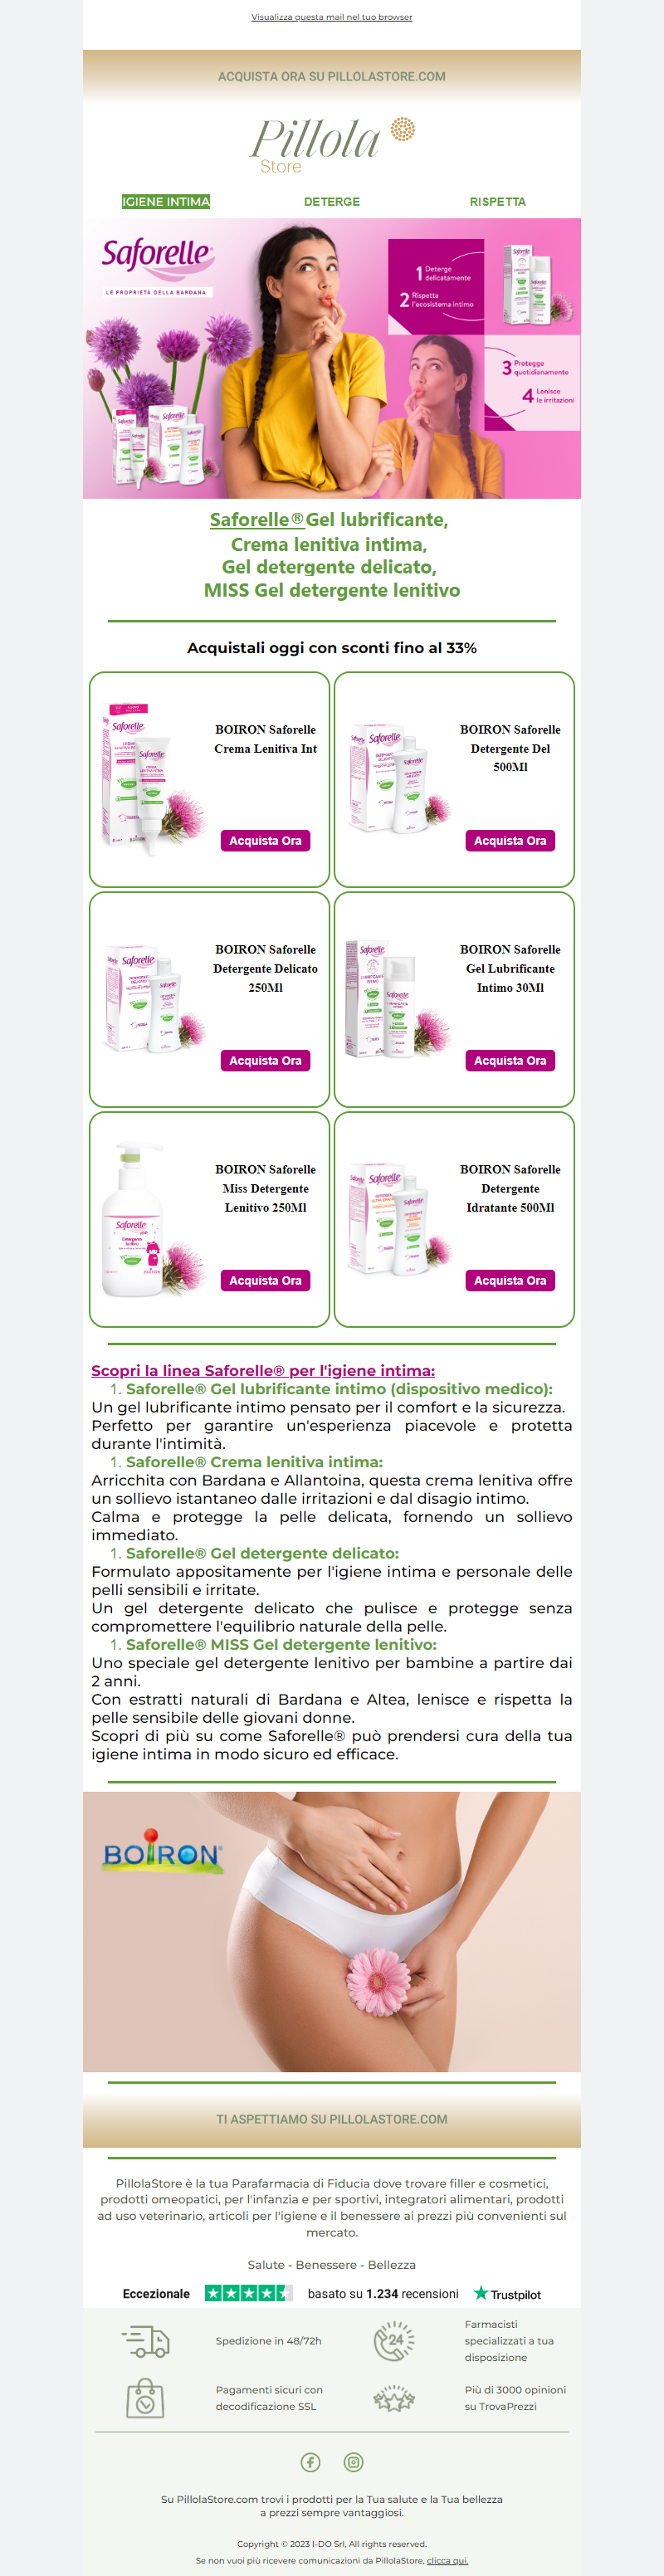 Visualizza questa mail nel tuo browser
ACQUISTA ORA SU PILLOLASTORE.COM
Pillola
Store
IGIENE INTIMA DETERGE RISPETTA
Saforelle®
LE PROPRIETÀ DELLA BARDANA
1 Deterge
delicatamente
2 Rispetta
l'ecosistema intimo
3 Protegge
quotidianamente
4 Lenisce
le irritazioni
Saforelle®Gel lubrificante,
Crema lenitiva intima,
Gel detergente delicato,
MISS Gel detergente lenitivo
Acquistali oggi con sconti fino al 33%
BOIRON Saforelle
Crema Lenitiva Int
Acquista Ora
BOIRON Saforelle
Detergente Del
500Ml
Acquista Ora
BOIRON Saforelle
Detergente Delicato
250Ml
Acquista Ora
BOIRON Saforelle
Gel Lubrificante
Intimo 30Ml
Acquista Ora
BOIRON Saforelle
Miss Detergente
Lenitivo 250Ml
Acquista Ora
BOIRON Saforelle
Detergente
Idratante 500Ml
Acquista Ora
Scopri la linea Saforelle® per l'igiene intima:
1. Saforelle® Gel lubrificante intimo (dispositivo medico):
Un gel lubrificante intimo pensato per il comfort e la sicurezza.
Perfetto per garantire un'esperienza piacevole e protetta
durante l'intimità.
1. Saforelle® Crema lenitiva intima:
Arricchita con Bardana e Allantoina, questa crema lenitiva offre
un sollievo istantaneo dalle irritazioni e dal disagio intimo.
Calma e protegge la pelle delicata, fornendo un sollievo
immediato.
1. Saforelle® Gel detergente delicato:
Formulato appositamente per l'igiene intima e personale delle
pelli sensibili e irritate.
Un gel detergente delicato che pulisce e protegge senza
compromettere l'equilibrio naturale della pelle.
1. Saforelle® MISS Gel detergente lenitivo:
Uno speciale gel detergente lenitivo per bambine a partire dai
2 anni.
Con estratti naturali di Bardana e Altea, lenisce e rispetta la
pelle sensibile delle giovani donne.
Scopri di più su come Saforelle® può prendersi cura della tua
igiene intima in modo sicuro ed efficace.
BOIRON
TI ASPETTIAMO SU PILLOLASTORE.COM
PillolaStore è la tua Parafarmacia di Fiducia dove trovare filler e cosmetici,
prodotti omeopatici, per l'infanzia e per sportivi, integratori alimentari, prodotti
ad uso veterinario, articoli per l'igiene e il benessere ai prezzi più convenienti sul
mercato.
Salute - Benessere - Bellezza
Eccezionale basato su 1.234 recensioni Trustpilot
Spedizione in 48/72h
24
Farmacisti
specializzati a tua
disposizione
Pagamenti sicuri con
decodificazione SSL
Più di 3000 opinioni
su TrovaPrezzi
Su PillolaStore.com trovi i prodotti per la Tua salute e la Tua bellezza
a prezzi sempre vantaggiosi.
Copyright © 2023 I-DO Srl, All rights reserved.
Se non vuoi più ricevere comunicazioni da PillolaStore, clicca qui.